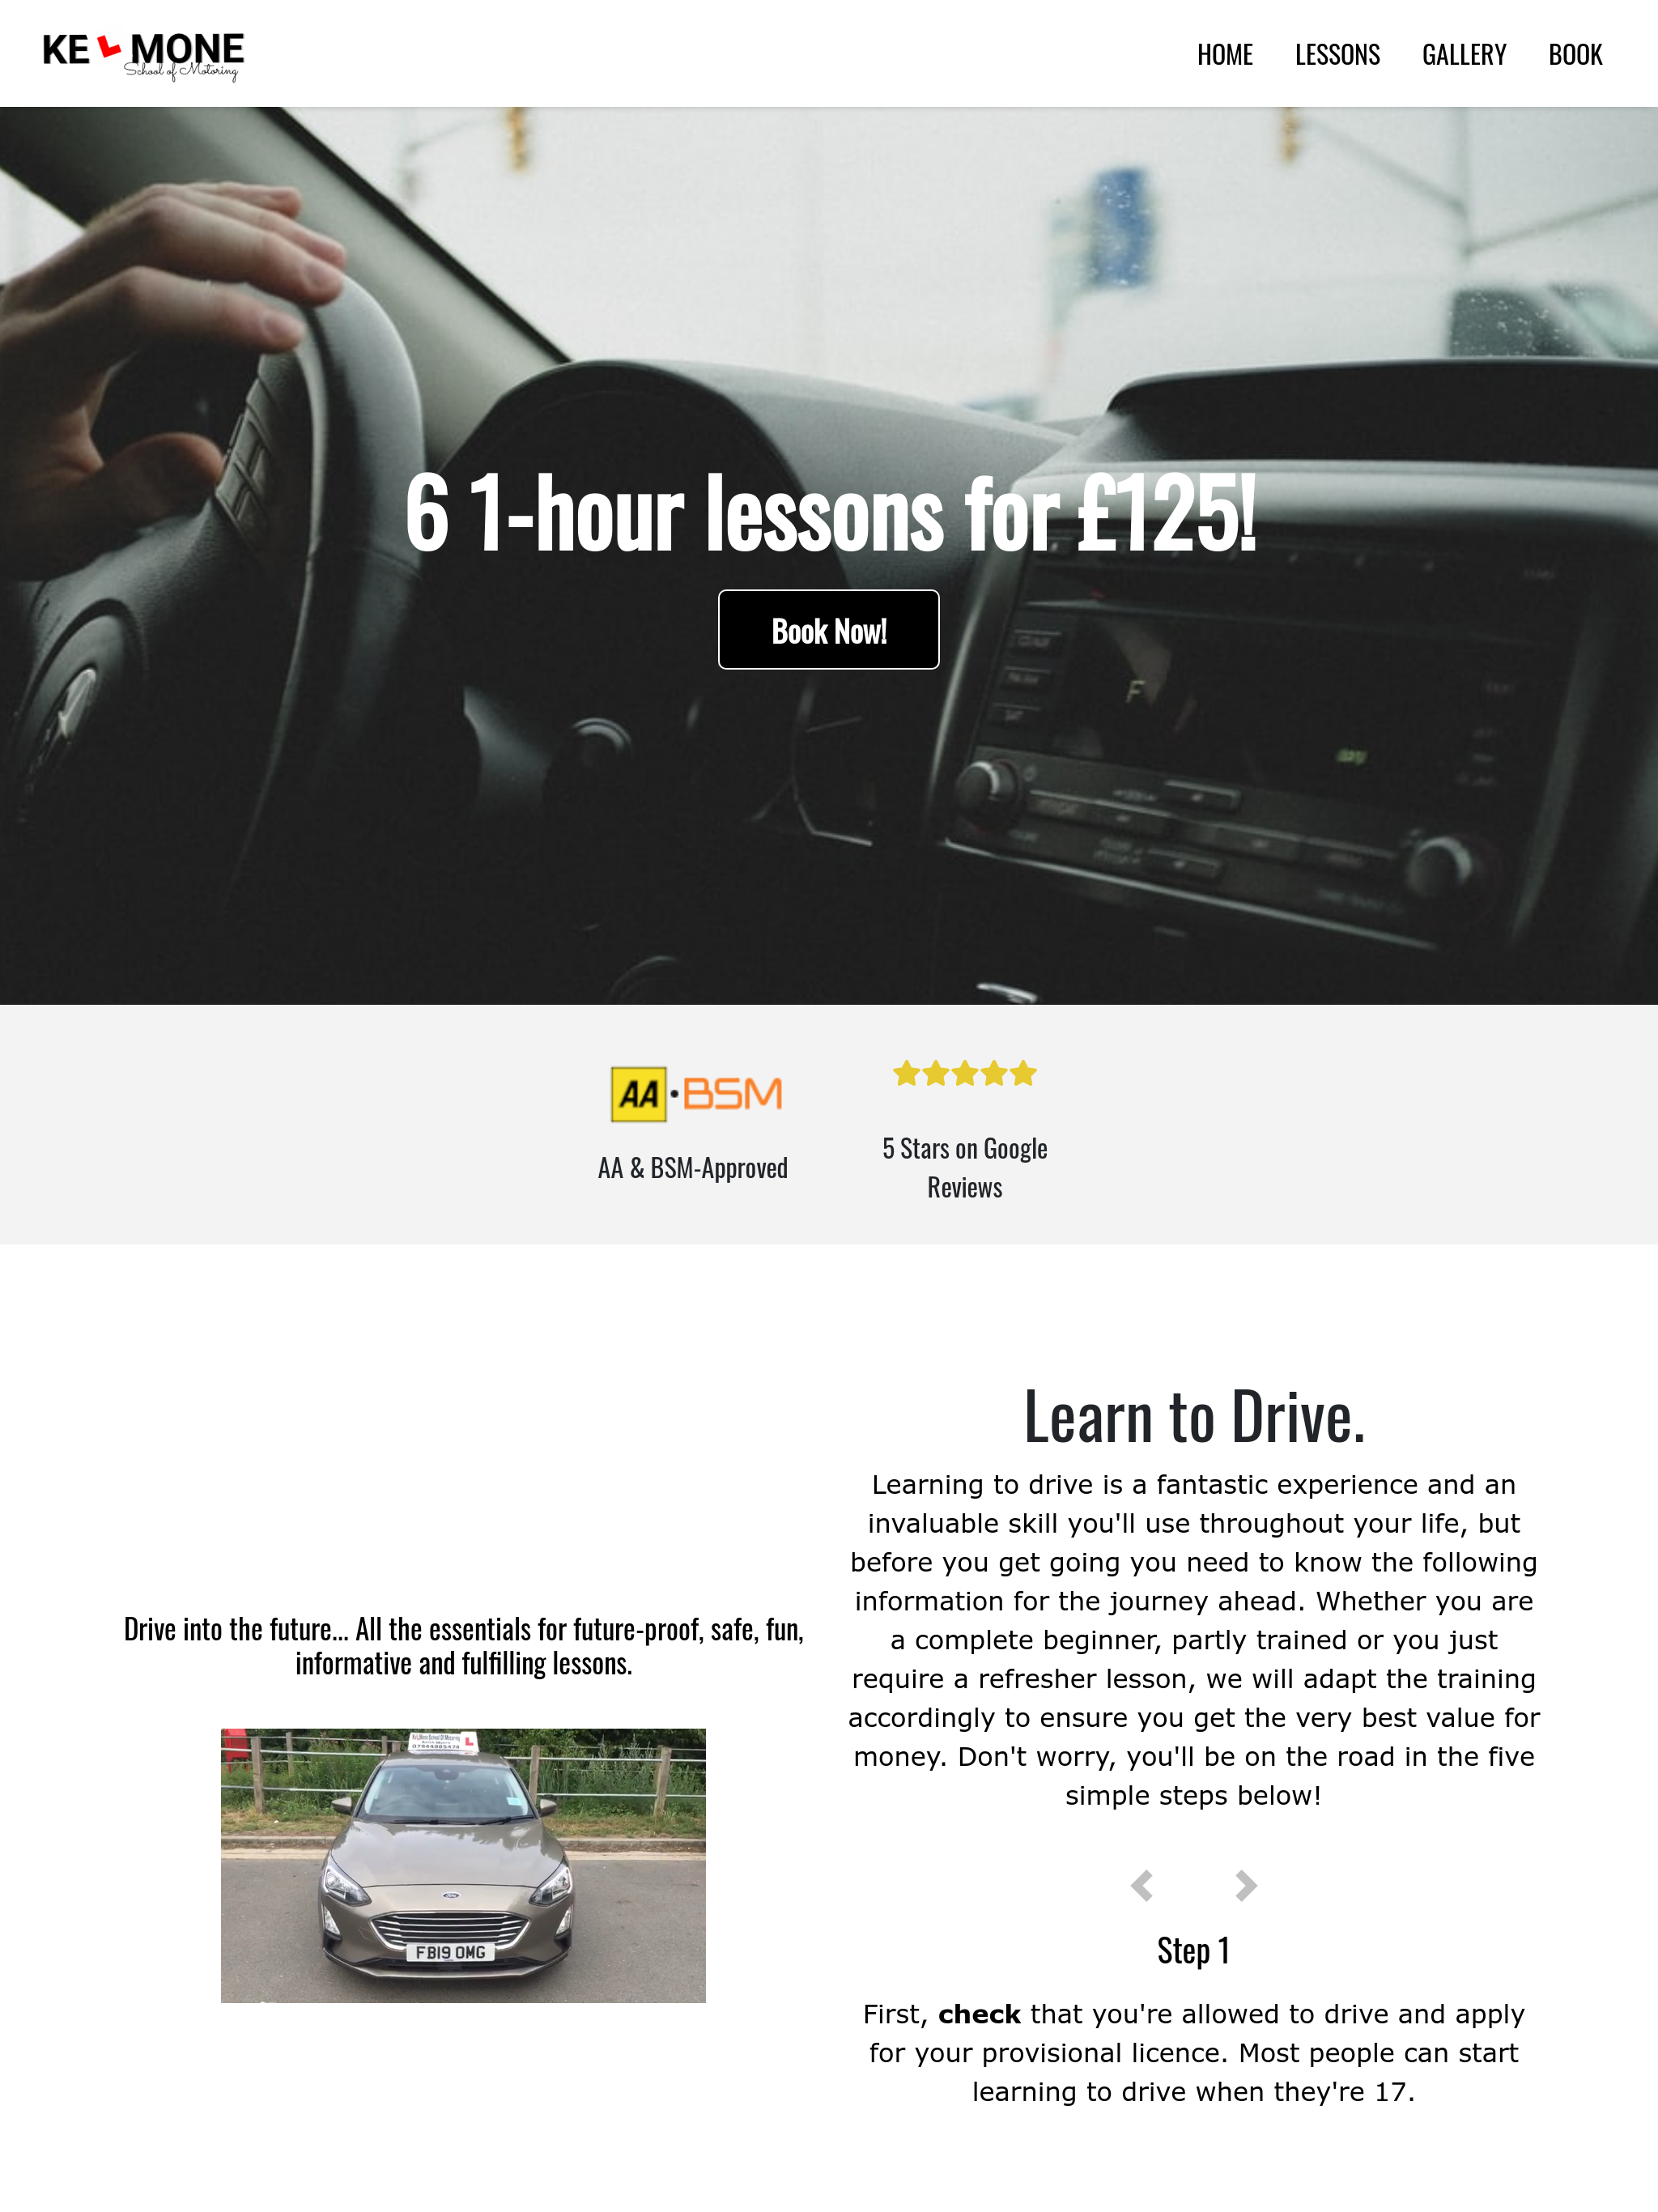 KE L MONE
School of Motoring
HOME LESSONS GALLERY BOOK
6 1-hour lessons for £125!
Book Now!
F
AA•BSM
AA & BSM-Approved
5 Stars on Google
Reviews
Learn to Drive.
Learning to drive is a fantastic experience and an
invaluable skill you'll use throughout your life, but
before you get going you need to know the following
information for the journey ahead. Whether you are
a complete beginner, partly trained or you just
require a refresher lesson, we will adapt the training
accordingly to ensure you get the very best value for
money. Don't worry, you'll be on the road in the five
simple steps below!
Drive into the future... All the essentials for future-proof, safe, fun,
informative and fulfilling lessons.
L
Ford
FB19 OMG
Step 1
First, check that you're allowed to drive and apply
for your provisional licence. Most people can start
learning to drive when they're 17.